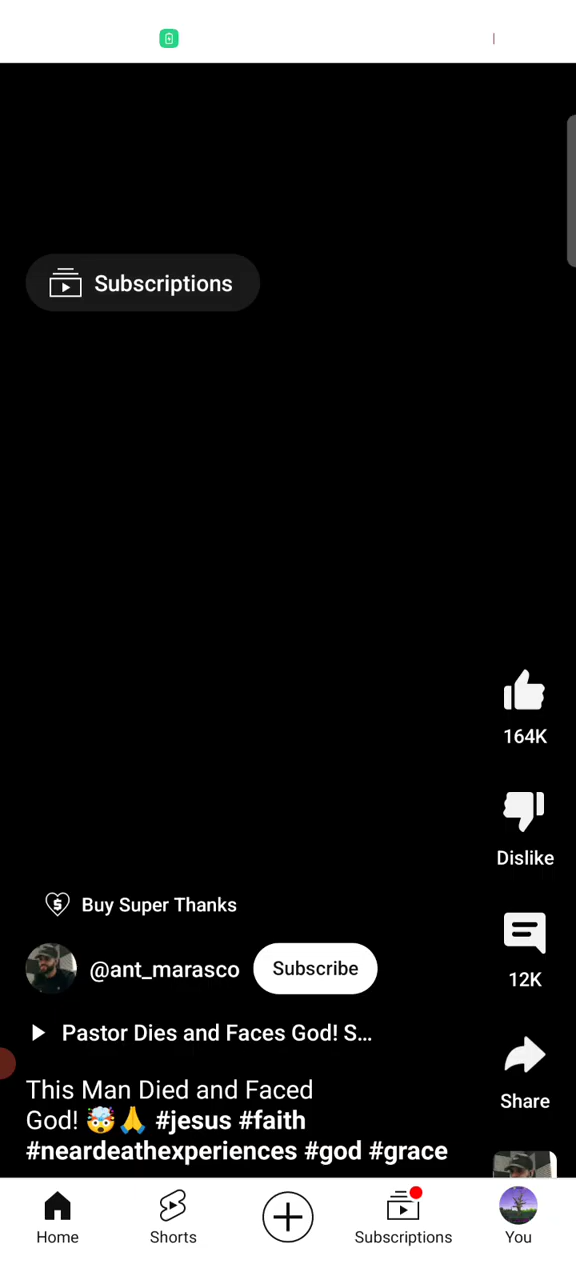 Subscriptions
164K
Dislike
Buy Super Thanks
@ant_marasco
Subscribe
12K
Pastor Dies and Faces God! S...
Share
This Man Died and Faced
God! 🤯🙏 #jesus #faith
#neardeathexperiences #god #grace
Home
Shorts
Subscriptions
You